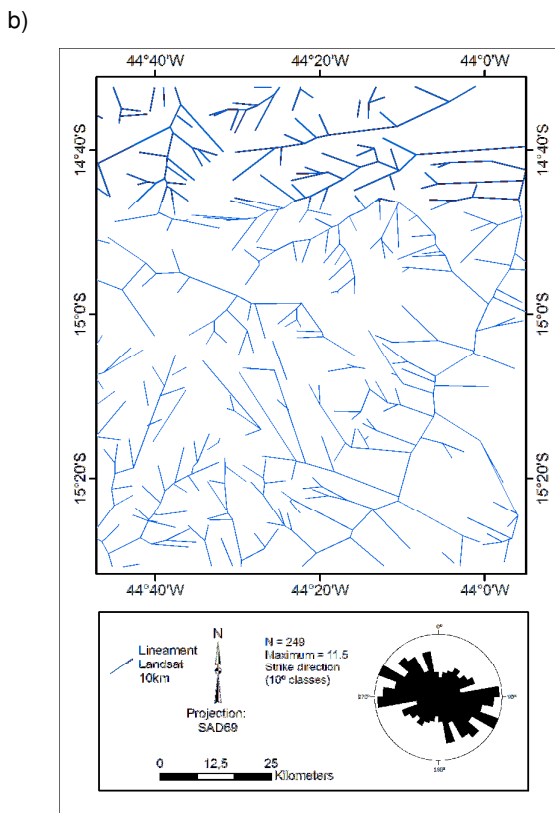 b)
44°40'W 44°20'W 44°0'W
14°40'S 14°40'S
15°0'S 15°0'S
15°20'S 15°20'S
44°40'W 44°20'W 44°0'W
Lineament
Landsat
10km
N
Projection:
SAD69
N = 249
Maximum = 11.5
Strike direction
(10° classes)
0°
270°
90°
180°
0 12,5 25
Kilometers